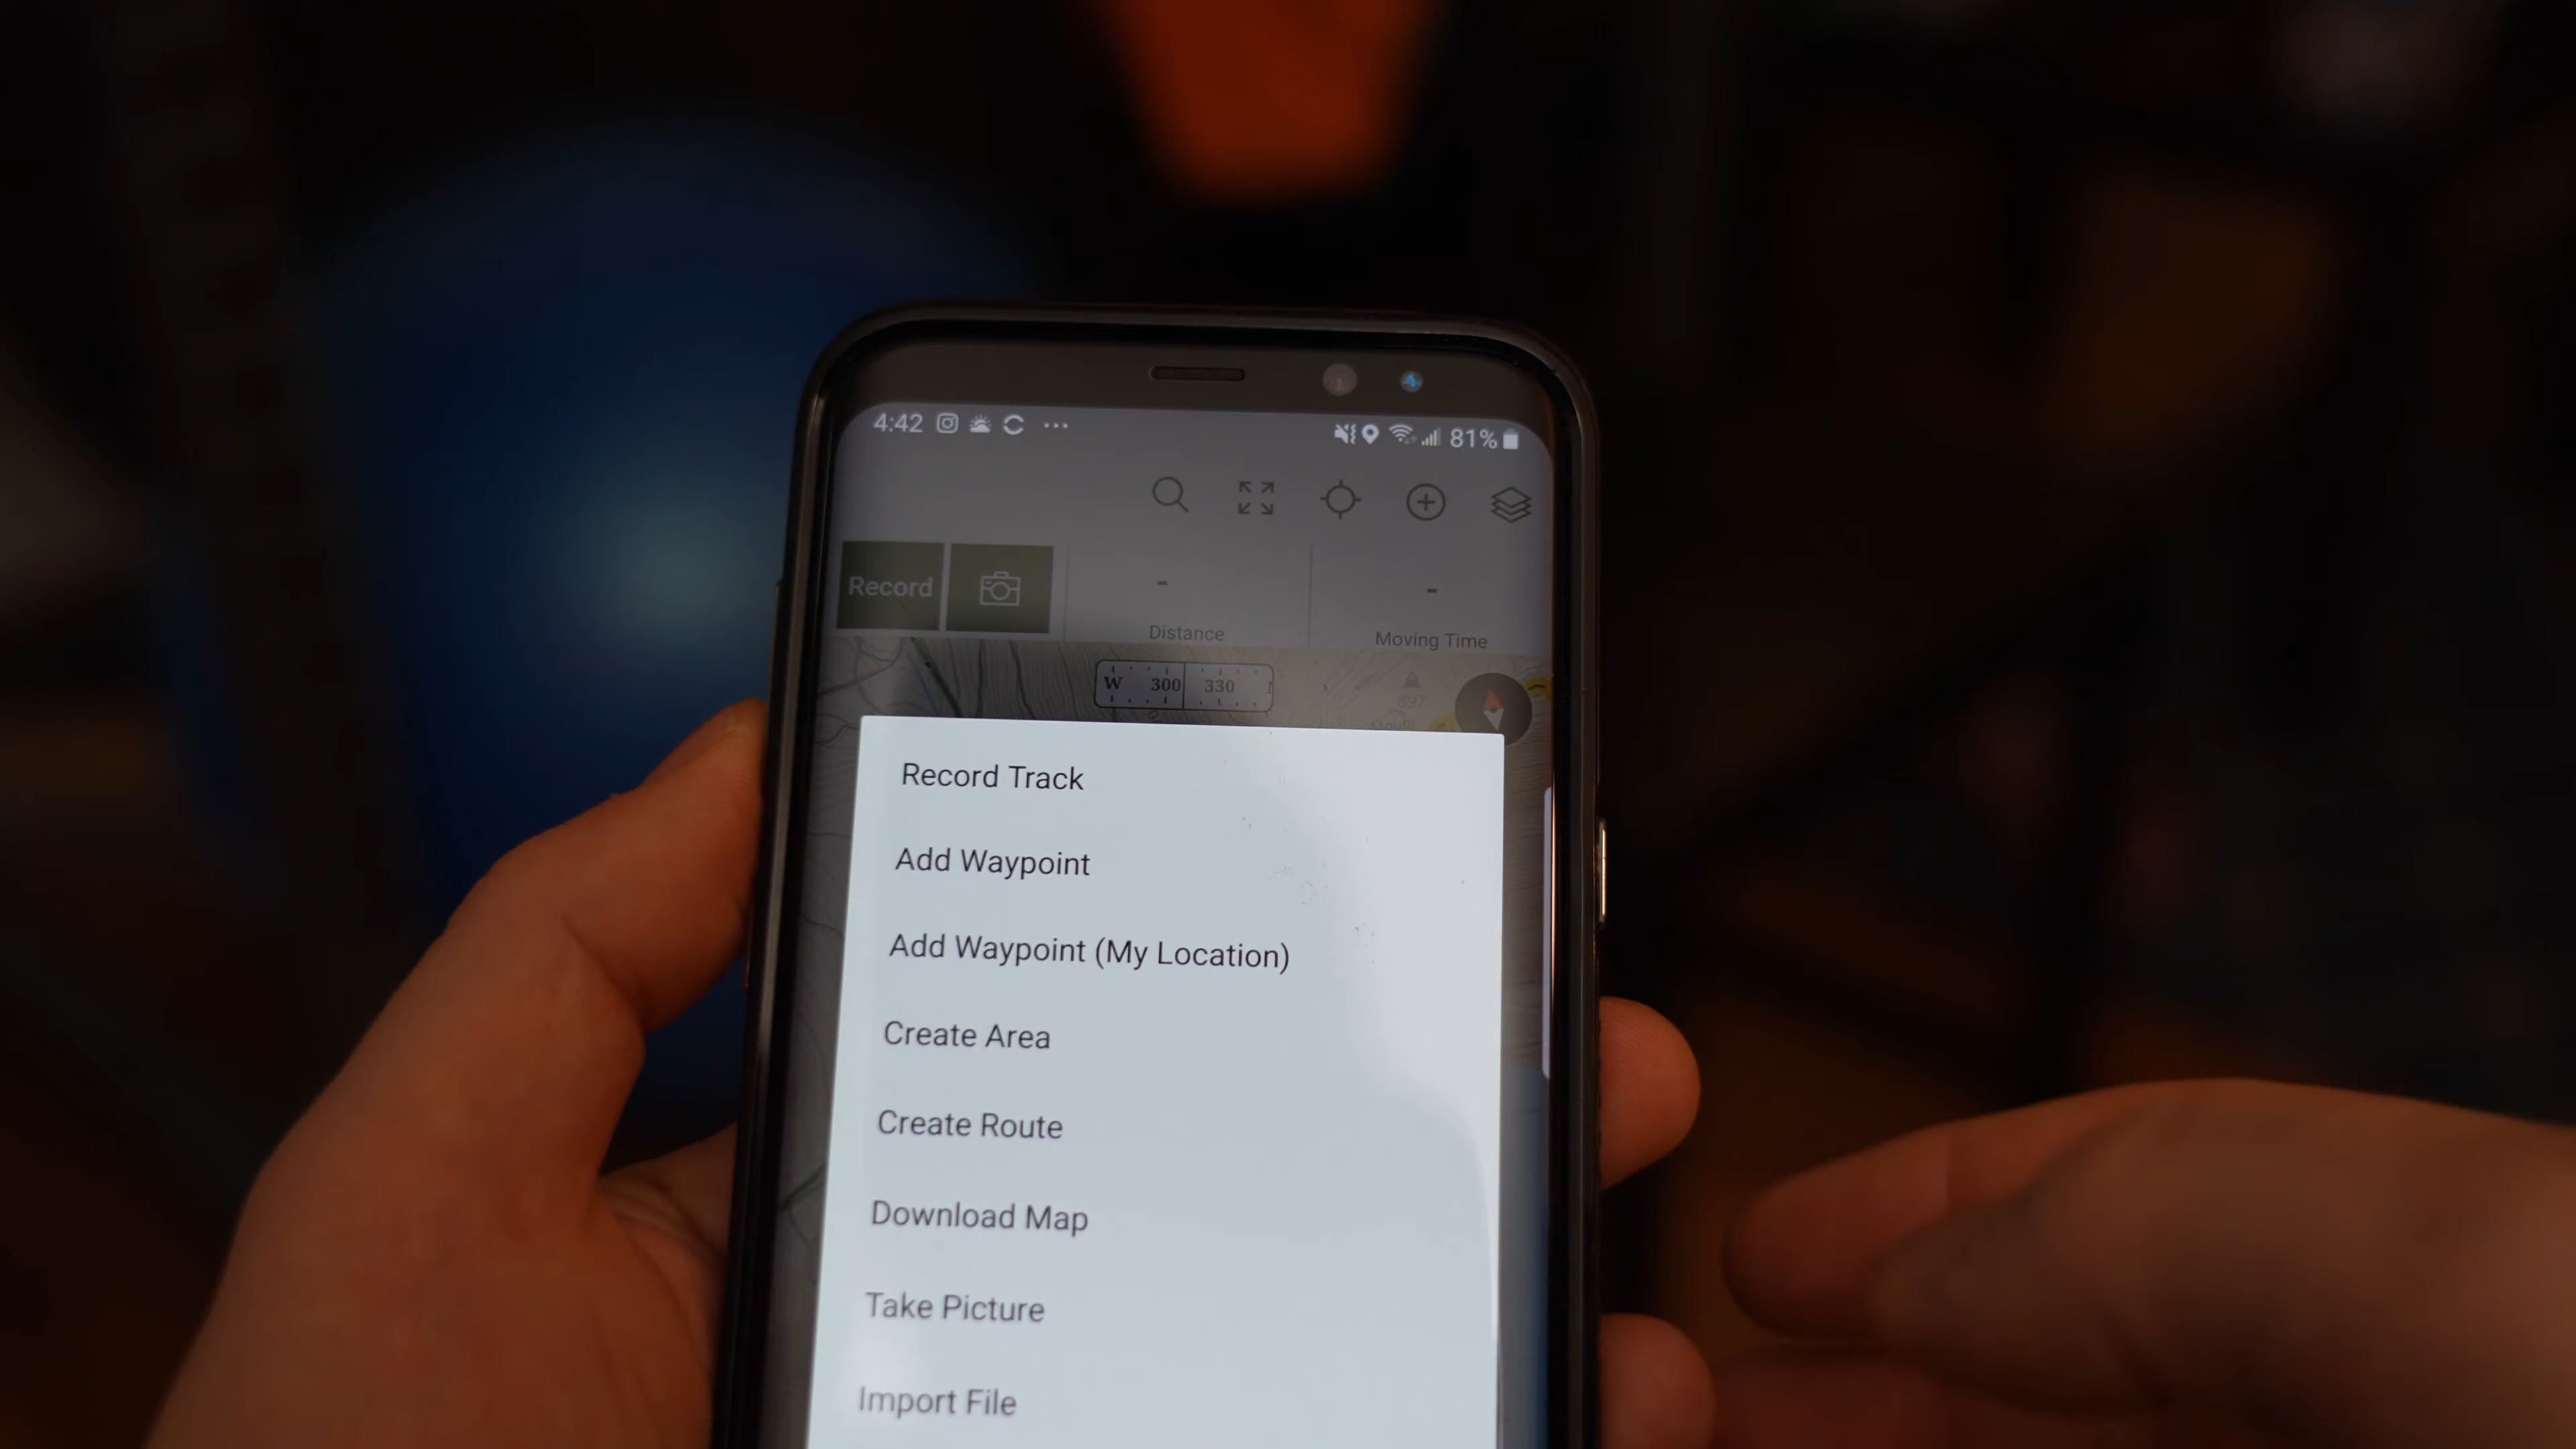 4:42 81%
Record
- -
Distance Moving Time
W 300 330
897
Record Track
Add Waypoint
Add Waypoint (My Location)
Create Area
Create Route
Download Map
Take Picture
Import File